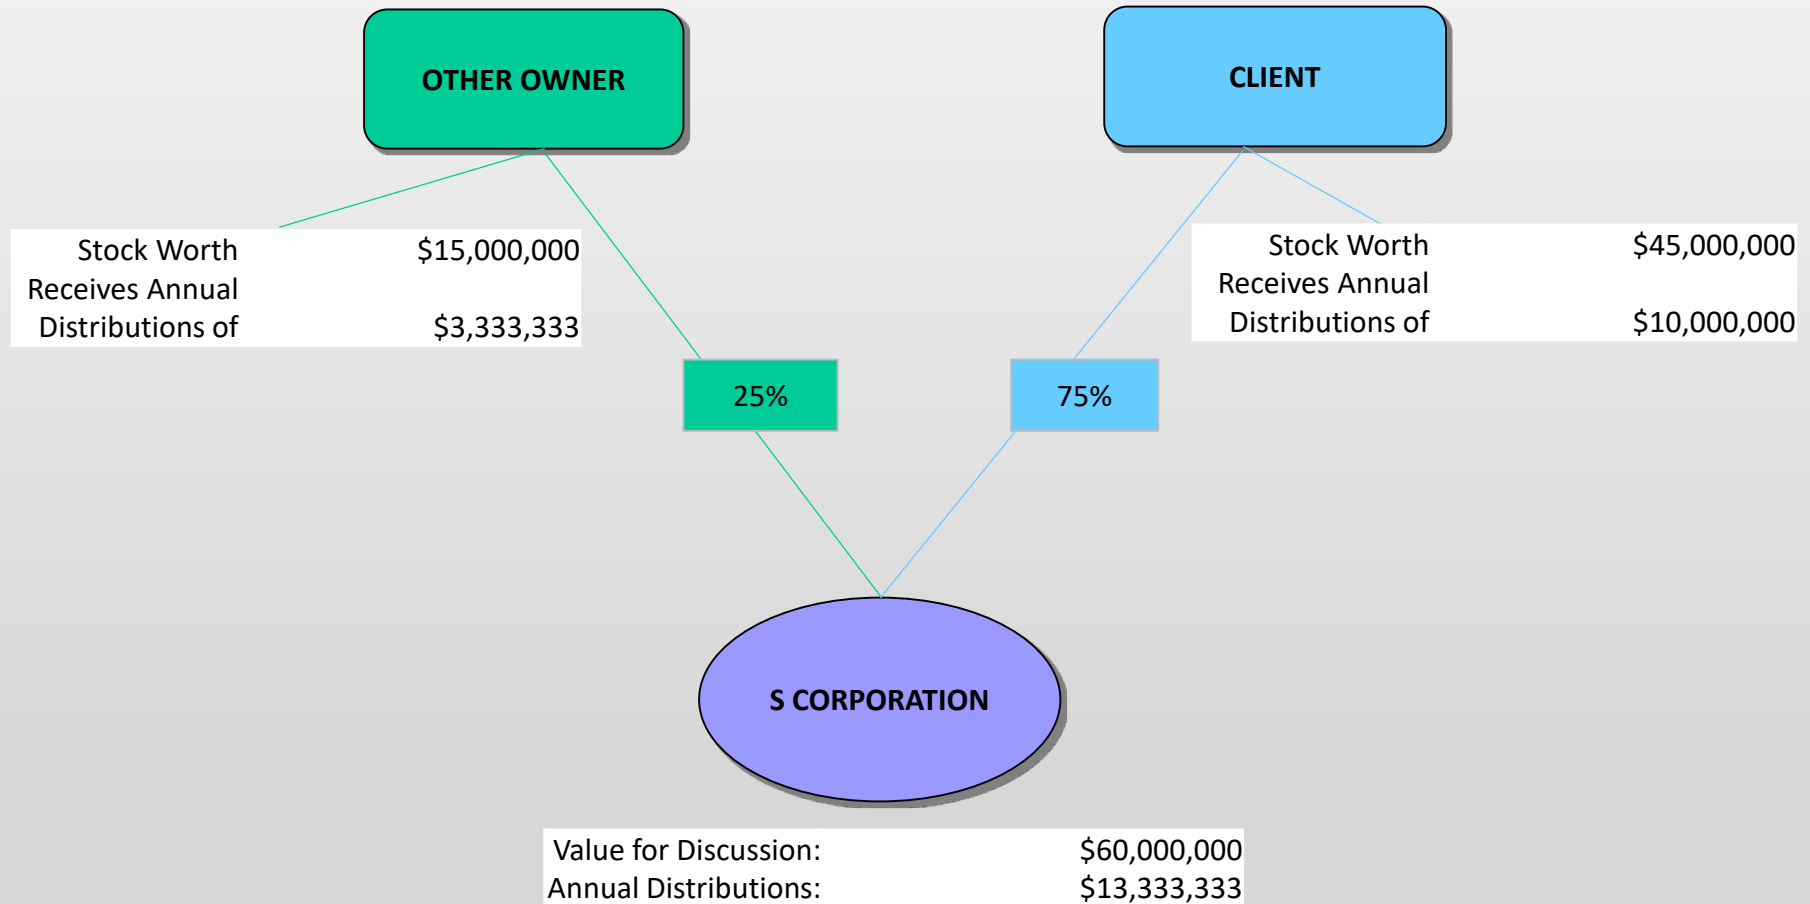 OTHER OWNER
CLIENT
Stock Worth $15,000,000
Receives Annual
Distributions of $3,333,333
Stock Worth $45,000,000
Receives Annual
Distributions of $10,000,000
25%
75%
S CORPORATION
Value for Discussion: $60,000,000
Annual Distributions: $13,333,333